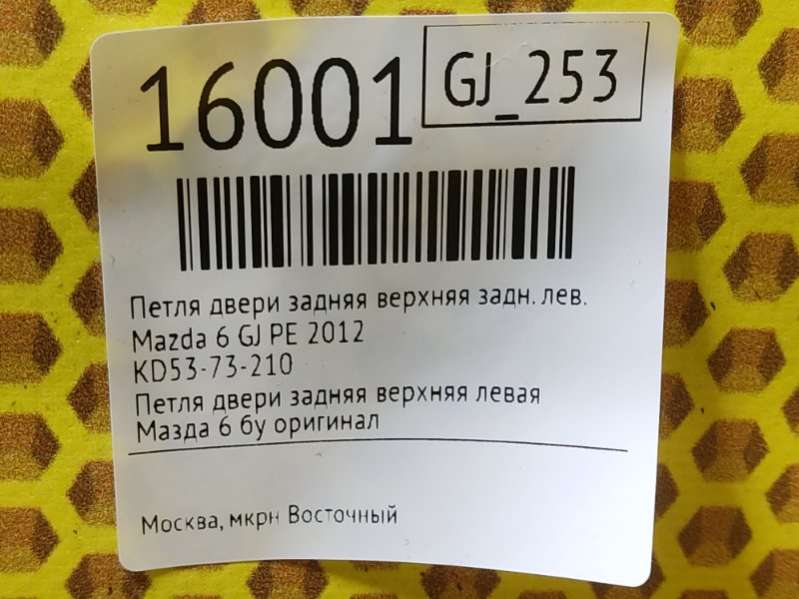 16001
GJ_253
Петля двери задняя верхняя задн. лев.
Mazda 6 GJ PE 2012
KD53-73-210
Петля двери задняя верхняя левая
Мазда 6 бу оригинал
Москва, мкрн Восточный